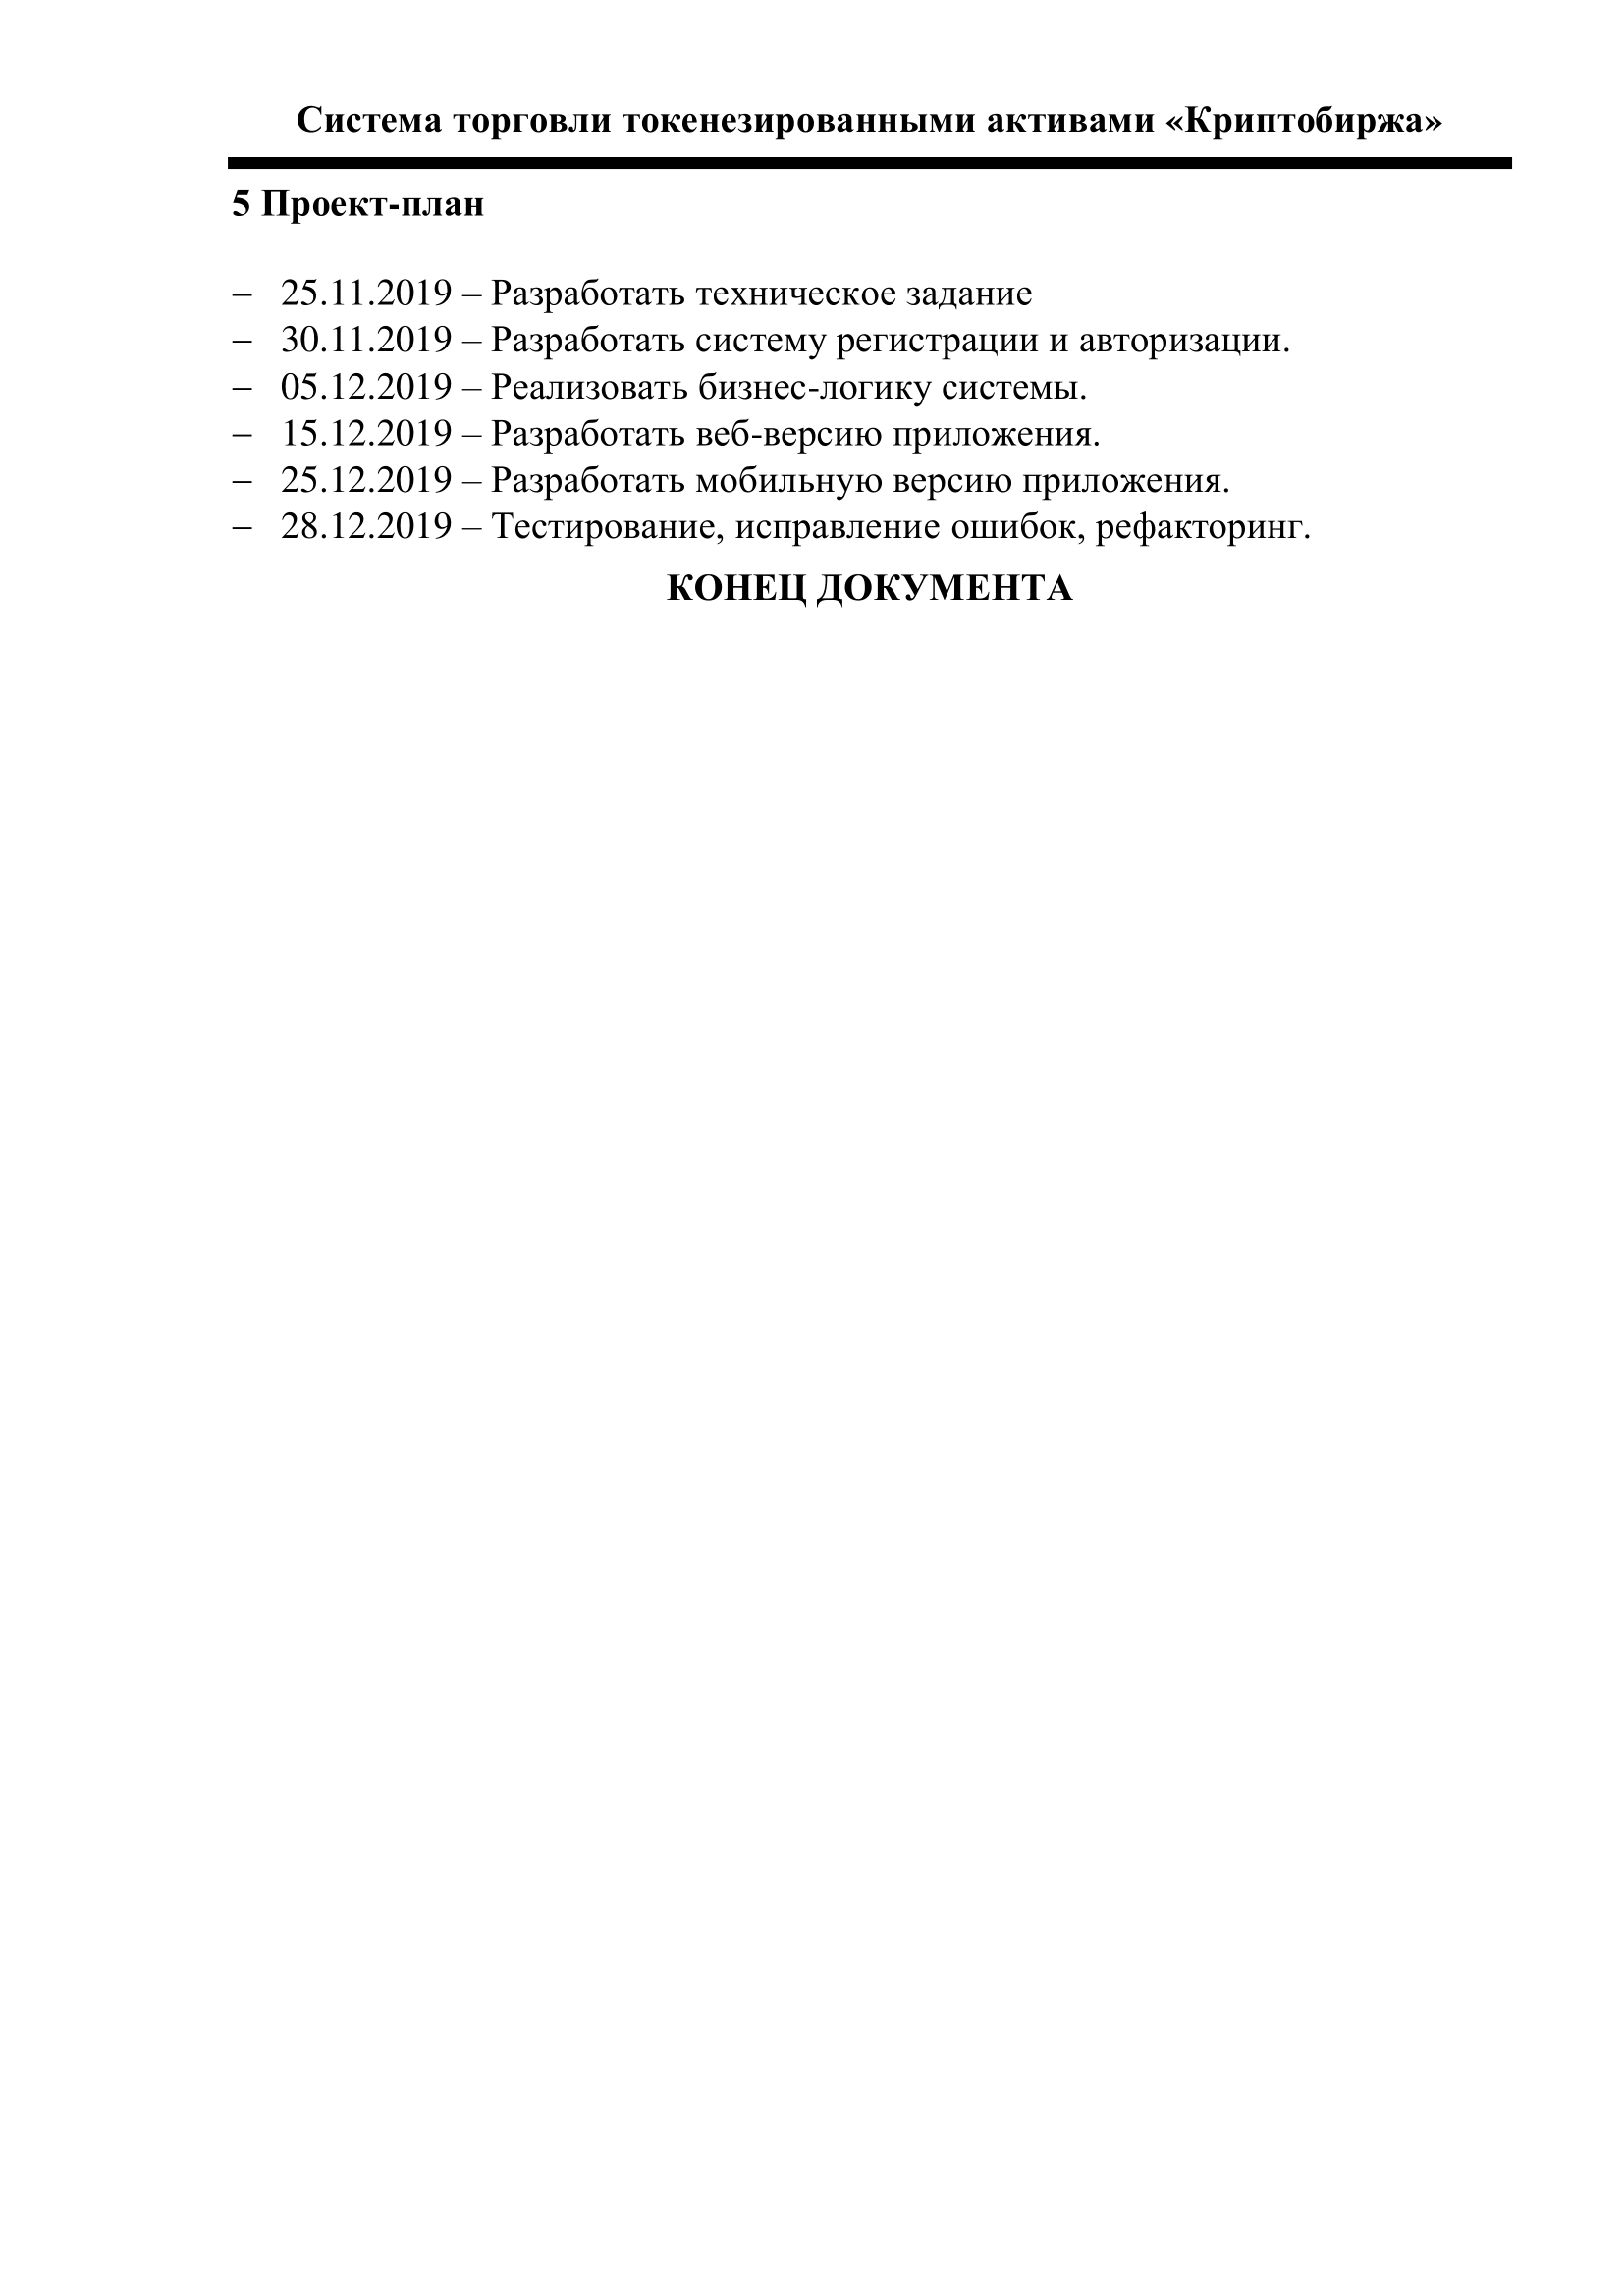 Система торговли токенезированными активами «Криптобиржа»
5 Проект-план
– 25.11.2019 – Разработать техническое задание
– 30.11.2019 – Разработать систему регистрации и авторизации.
– 05.12.2019 – Реализовать бизнес-логику системы.
– 15.12.2019 – Разработать веб-версию приложения.
– 25.12.2019 – Разработать мобильную версию приложения.
– 28.12.2019 – Тестирование, исправление ошибок, рефакторинг.
КОНЕЦ ДОКУМЕНТА